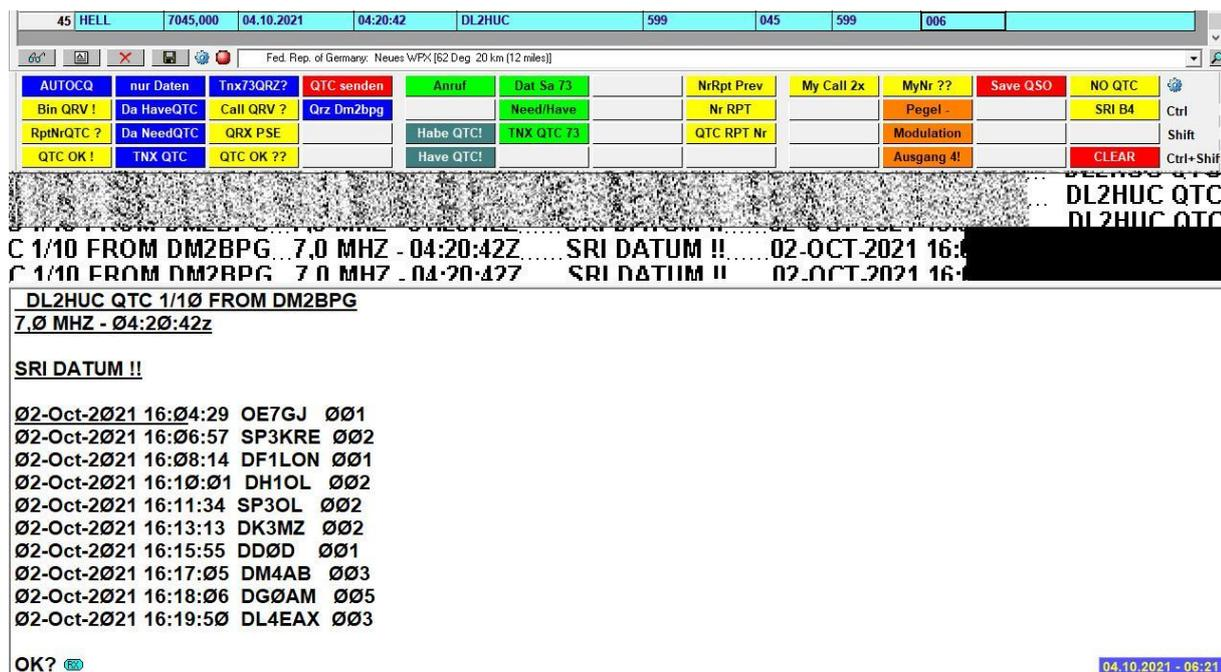 45 HELL 7045,000 04.10.2021 04:20:42 DL2HUC 599 045 599 006
Fed. Rep. of Germany: Neues WPX [62 Deg 20 km (12 miles)]
AUTOCQ nur Daten Tnx73QRZ? QTC senden Anruf Dat Sa 73 NrRpt Prev My Call 2x MyNr ?? Save QSO NO QTC
Bin QRV ! Da HaveQTC Call QRV ? Qrz Dm2bpg Need/Have Nr RPT Pegel - SRI B4 Ctrl
RptNrQTC ? Da NeedQTC QRX PSE Habe QTC! TNX QTC 73 QTC RPT Nr Modulation Shift
QTC OK ! TNX QTC QTC OK ?? Have QTC! Ausgang 4! CLEAR Ctrl+Shif
DL2HUC QTC
DL2HUC QTC
C 1/10 FROM DM2BPG...7,0 MHZ - 04:20:42Z......SRI DATUM !!......02-OCT-2021 16:
C 1/10 FROM DM2BPG 7,0 MHZ - 04:20:42Z SRI DATUM !! 02-OCT-2021 16:
DL2HUC QTC 1/1Ø FROM DM2BPG
7,Ø MHZ - Ø4:2Ø:42z
SRI DATUM !!
Ø2-Oct-2Ø21 16:Ø4:29 OE7GJ ØØ1
Ø2-Oct-2Ø21 16:Ø6:57 SP3KRE ØØ2
Ø2-Oct-2Ø21 16:Ø8:14 DF1LON ØØ1
Ø2-Oct-2Ø21 16:1Ø:Ø1 DH1OL ØØ2
Ø2-Oct-2Ø21 16:11:34 SP3OL ØØ2
Ø2-Oct-2Ø21 16:13:13 DK3MZ ØØ2
Ø2-Oct-2Ø21 16:15:55 DDØD ØØ1
Ø2-Oct-2Ø21 16:17:Ø5 DM4AB ØØ3
Ø2-Oct-2Ø21 16:18:Ø6 DGØAM ØØ5
Ø2-Oct-2Ø21 16:19:5Ø DL4EAX ØØ3
OK? RX
04.10.2021 - 06:21